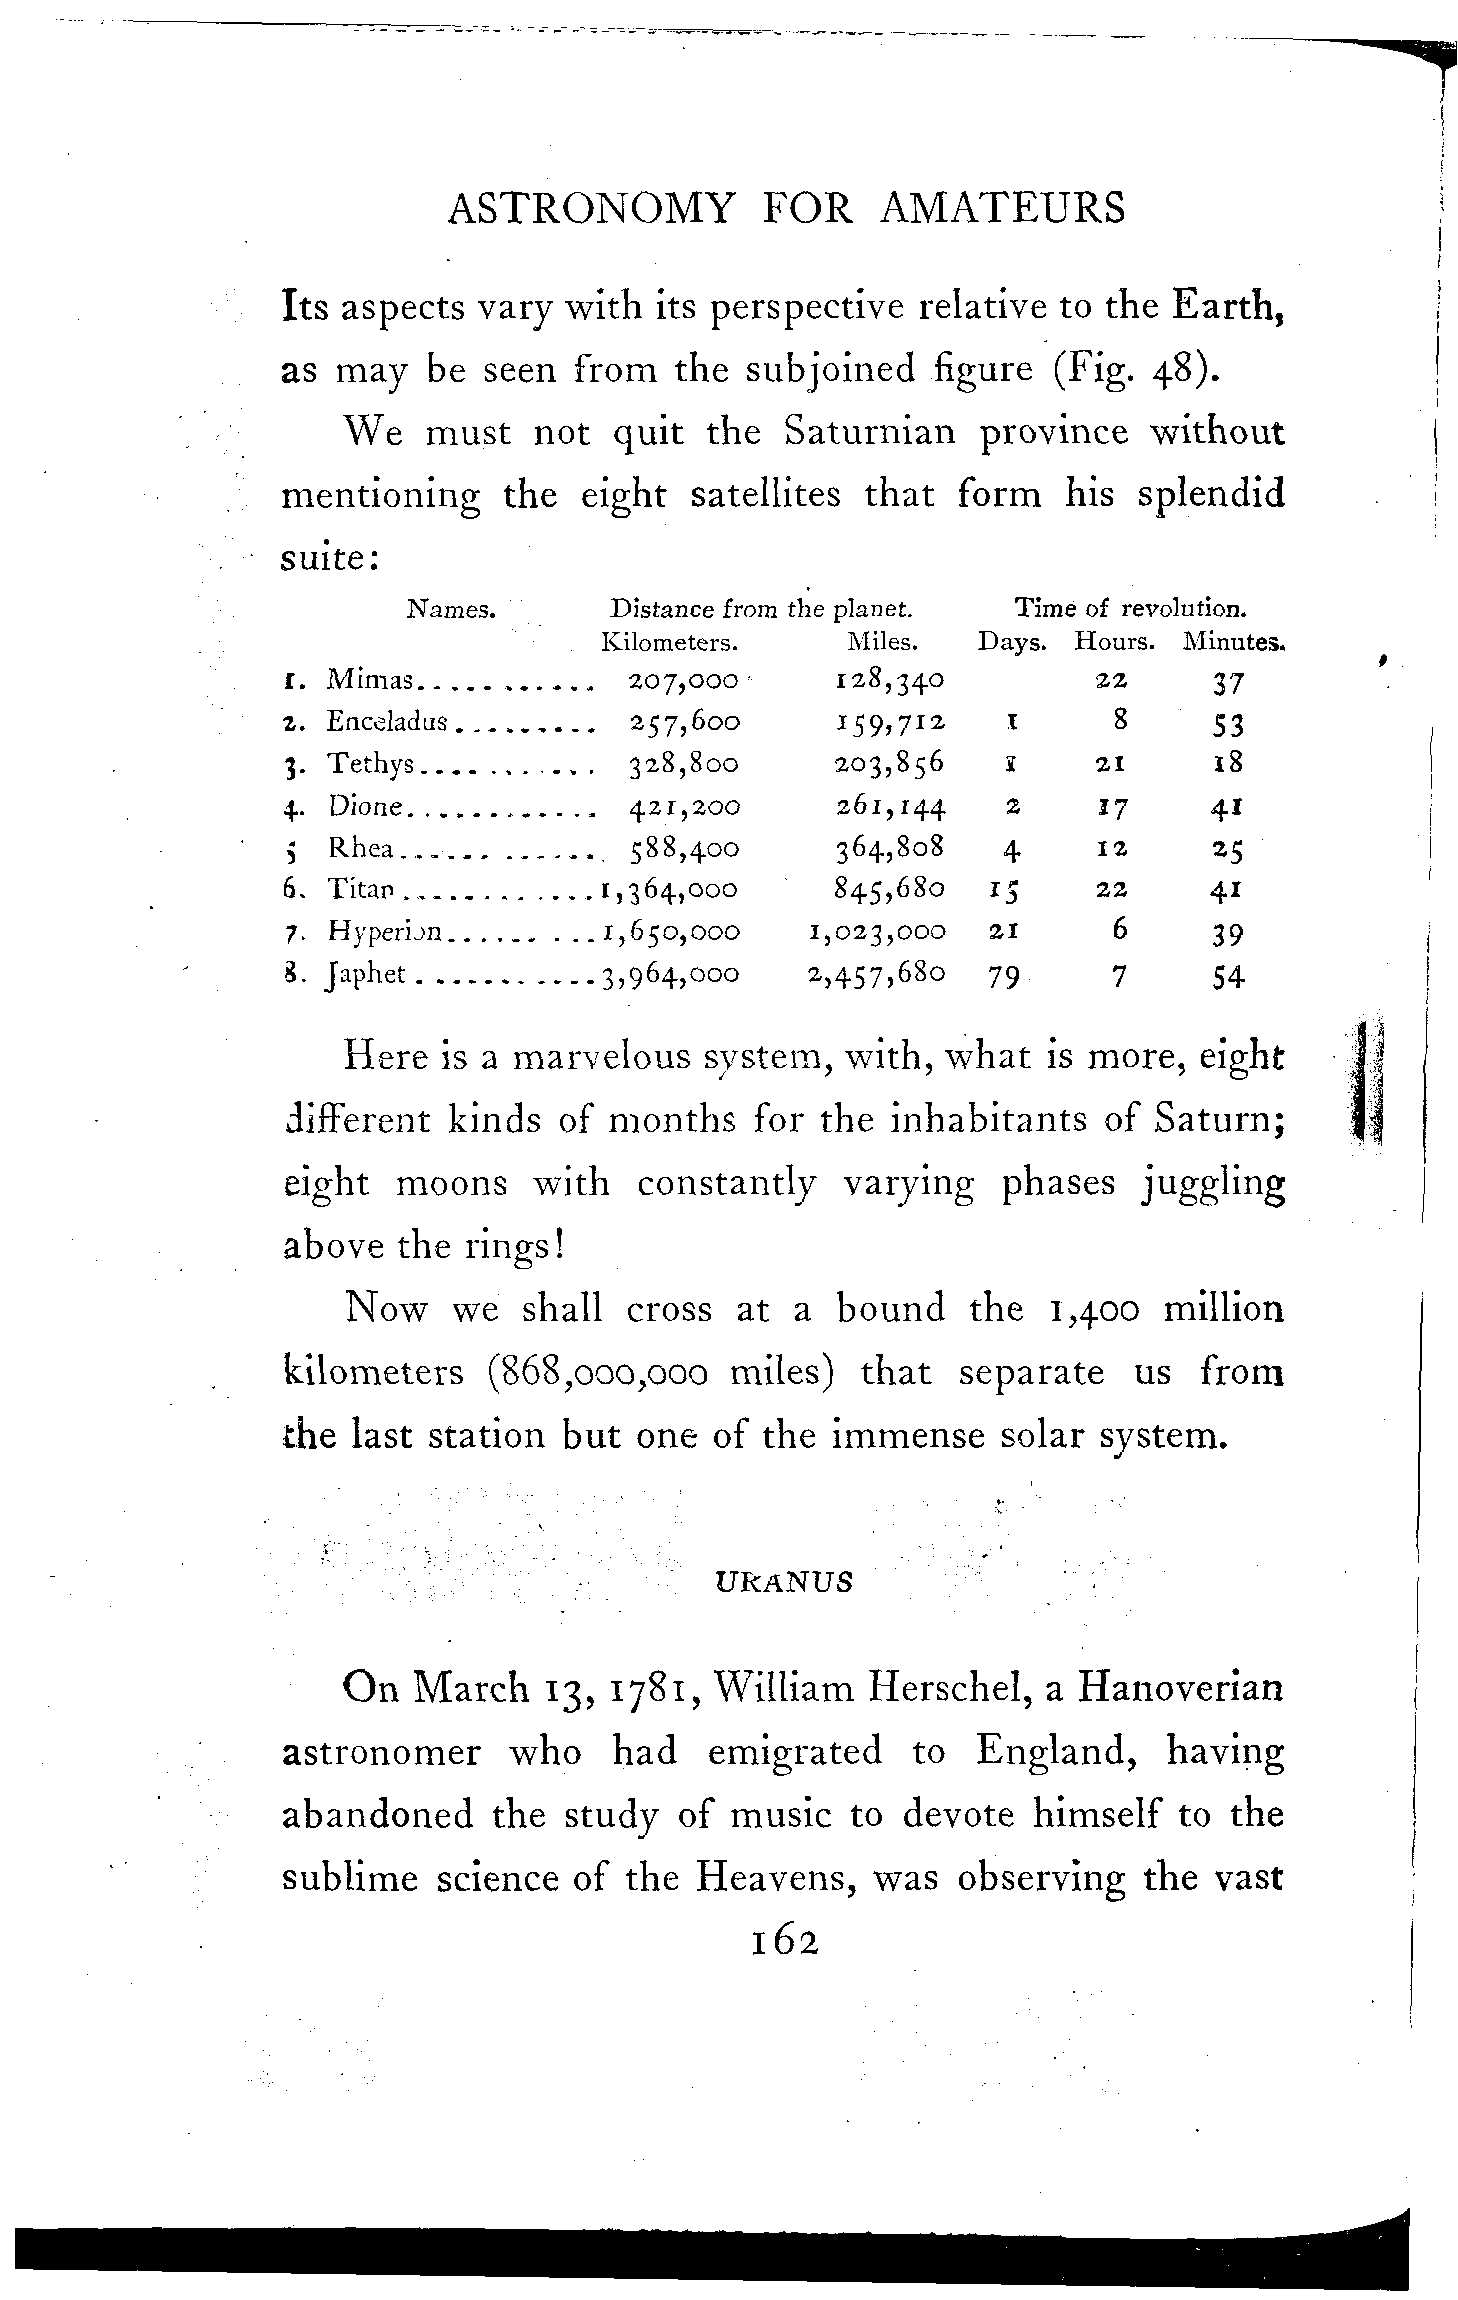 ASTRONOMY FOR AMATEURS
Its aspects vary with its perspective relative to the Earth,
as may be seen from the subjoined figure (Fig. 48).
We must not quit the Saturnian province without
mentioning the eight satellites that form his splendid
suite:
Names. Distance from the planet. Time of revolution.
Kilometers. Miles. Days. Hours. Minutes.
1. Mimas............ 207,000 128,340 22 37
2. Enceladus......... 257,600 159,712 1 8 53
3. Tethys............ 328,800 203,856 1 21 18
4. Dione............ 421,200 261,144 2 17 41
5 Rhea............ 588,400 364,808 4 12 25
6. Titan............1,364,000 845,680 15 22 41
7. Hyperion.........1,650,000 1,023,000 21 6 39
8. Japhet...........3,964,000 2,457,680 79 7 54
Here is a marvelous system, with, what is more, eight
different kinds of months for the inhabitants of Saturn;
eight moons with constantly varying phases juggling
above the rings!
Now we shall cross at a bound the 1,400 million
kilometers (868,000,000 miles) that separate us from
the last station but one of the immense solar system.
URANUS
On March 13, 1781, William Herschel, a Hanoverian
astronomer who had emigrated to England, having
abandoned the study of music to devote himself to the
sublime science of the Heavens, was observing the vast
162